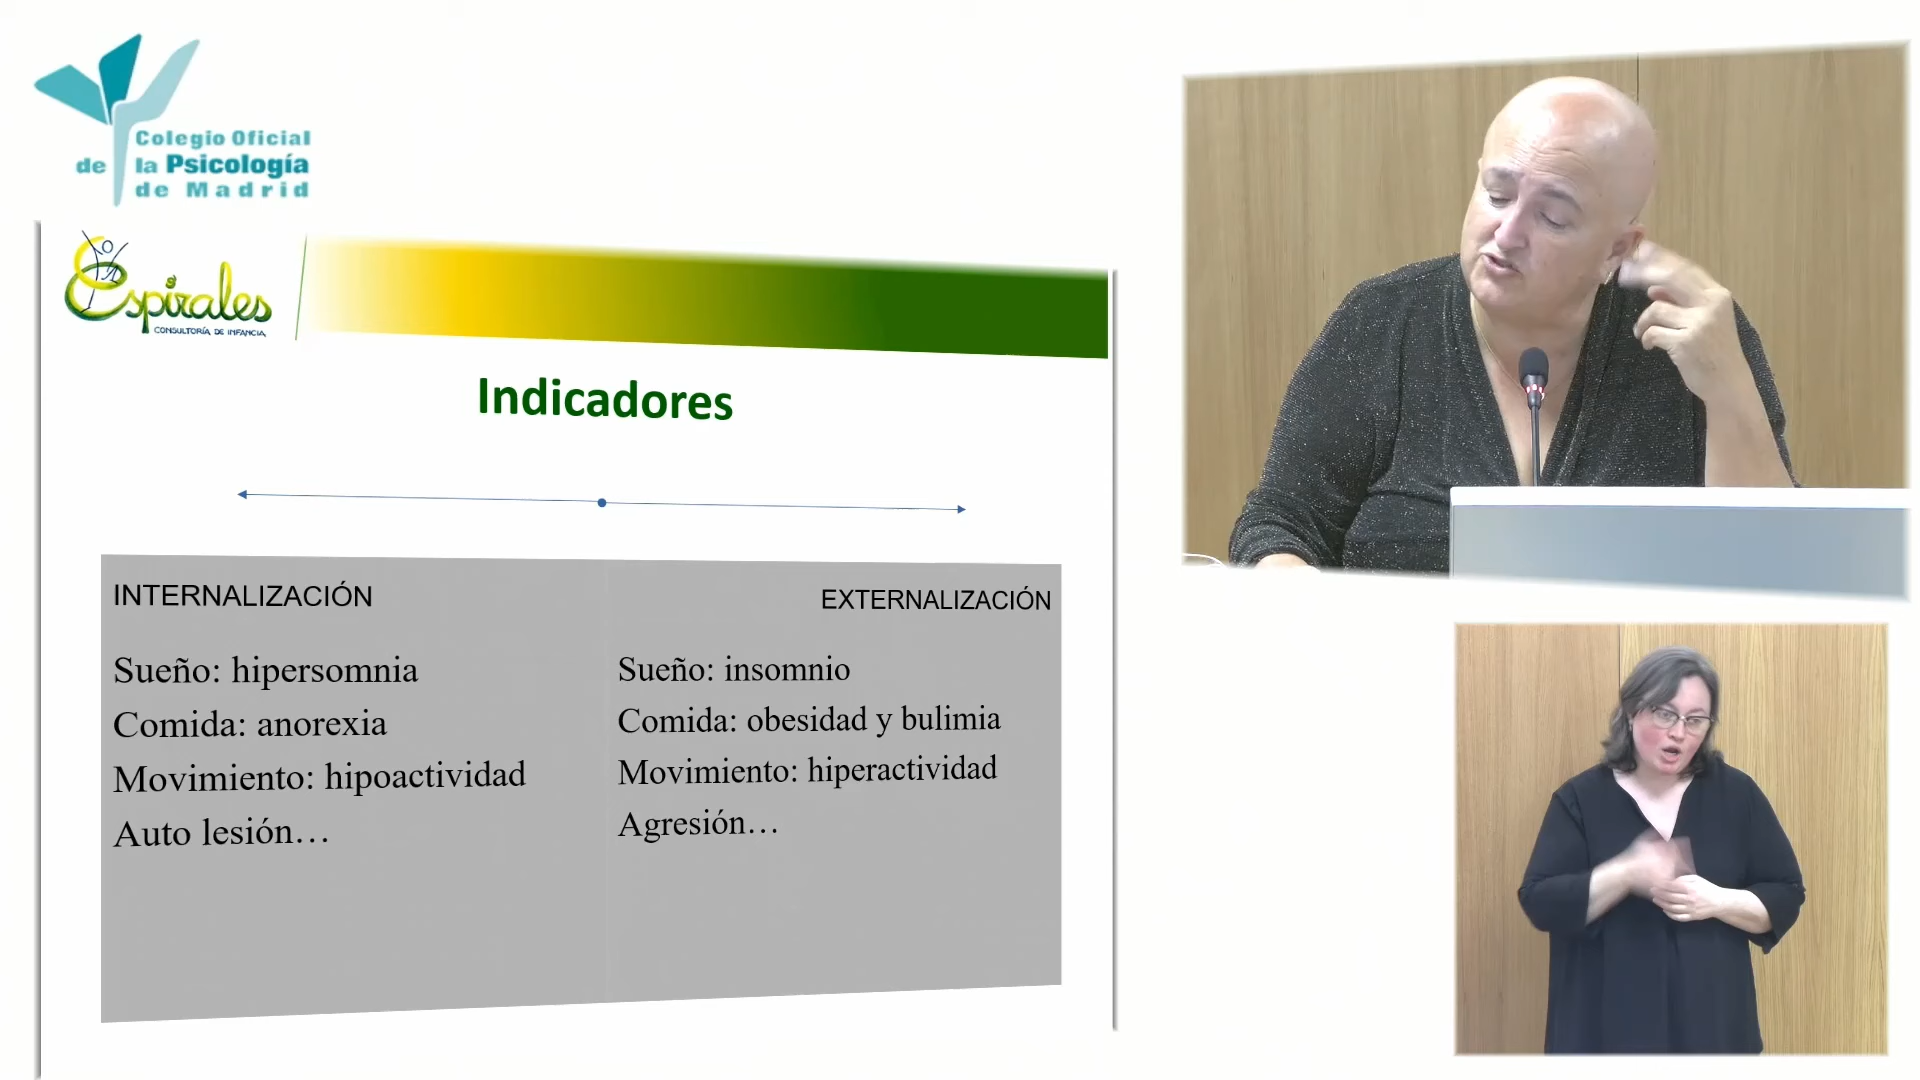 Colegio Oficial
de la Psicología
de Madrid
Espirales
CONSULTORÍA DE INFANCIA
Indicadores
INTERNALIZACIÓN
EXTERNALIZACIÓN
Sueño: hipersomnia
Comida: anorexia
Movimiento: hipoactividad
Auto lesión…
Sueño: insomnio
Comida: obesidad y bulimia
Movimiento: hiperactividad
Agresión…